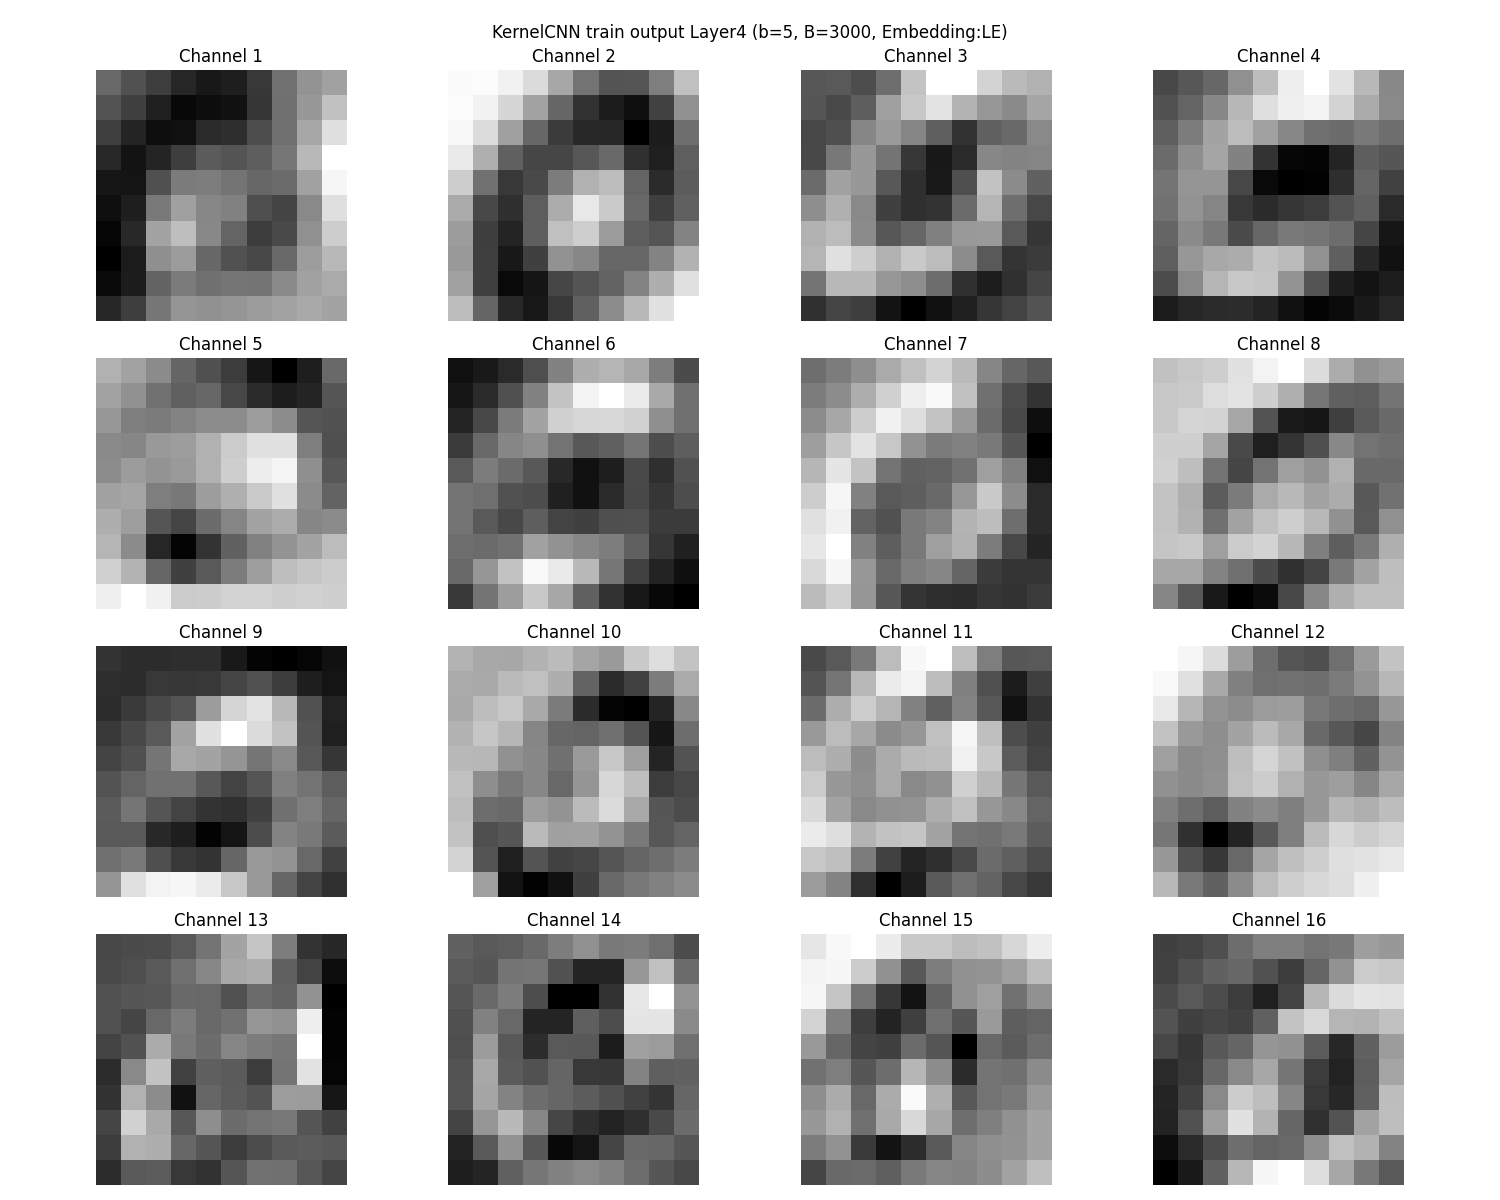 KernelCNN train output Layer4 (b=5, B=3000, Embedding:LE)
Channel 1
Channel 2
Channel 3
Channel 4
Channel 5
Channel 6
Channel 7
Channel 8
Channel 9
Channel 10
Channel 11
Channel 12
Channel 13
Channel 14
Channel 15
Channel 16